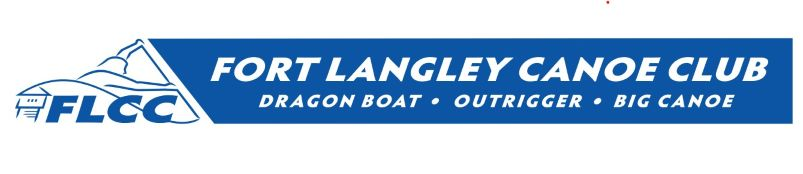 FORT LANGLEY CANOE CLUB
DRAGON BOAT • OUTRIGGER • BIG CANOE
FLCC